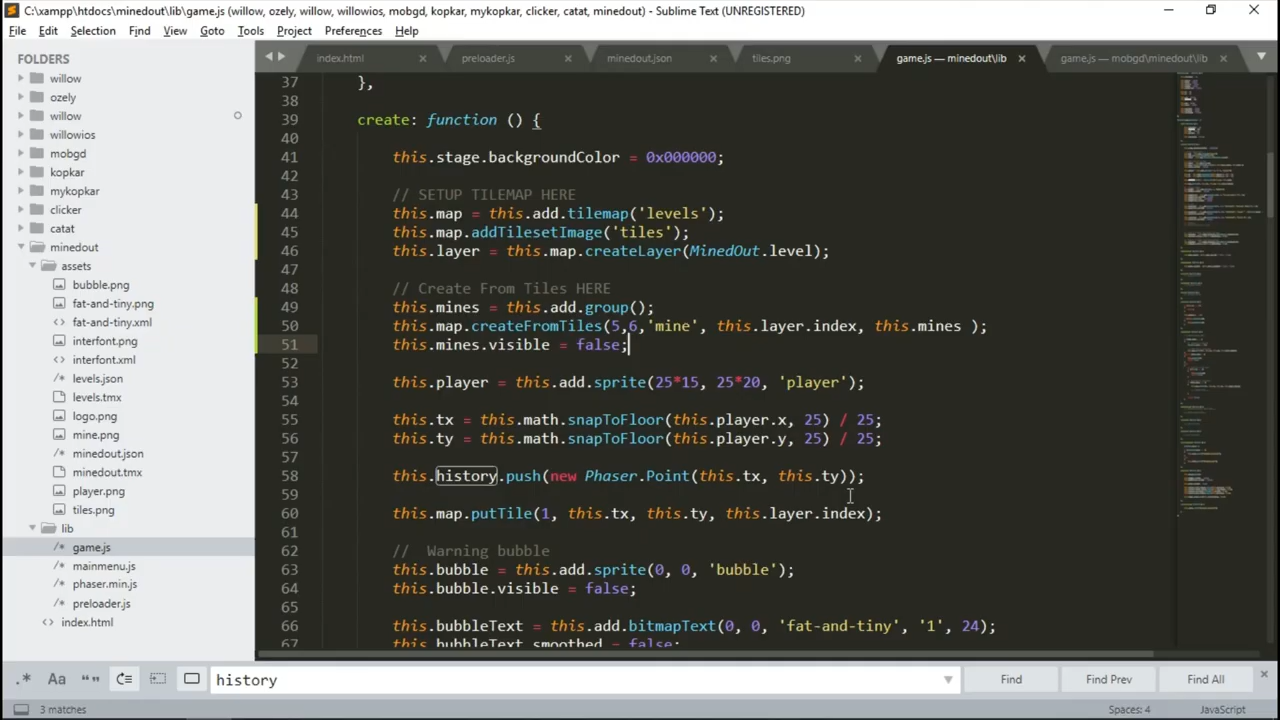 C:\xampp\htdocs\minedout\lib\game.js (willow, ozely, willow, willowios, mobgd, kopkar, mykopkar, clicker, catat, minedout) - Sublime Text (UNREGISTERED)
File Edit Selection Find View Goto Tools Project Preferences Help
FOLDERS
willow
ozely
willow
willowios
mobgd
kopkar
mykopkar
clicker
catat
minedout
assets
bubble.png
fat-and-tiny.png
fat-and-tiny.xml
interfont.png
interfont.xml
levels.json
levels.tmx
logo.png
mine.png
minedout.json
minedout.tmx
player.png
tiles.png
lib
game.js
mainmenu.js
phaser.min.js
preloader.js
index.html
index.html preloader.js minedout.json tiles.png game.js — minedout\lib game.js — mobgd\minedout\lib
37 },
38
39 create: function () {
40
41 this.stage.backgroundColor = 0x000000;
42
43 // SETUP TILEMAP HERE
44 this.map = this.add.tilemap('levels');
45 this.map.addTilesetImage('tiles');
46 this.layer = this.map.createLayer(MinedOut.level);
47
48 // Create From Tiles HERE
49 this.mines = this.add.group();
50 this.map.createFromTiles(5,6,'mine', this.layer.index, this.mines );
51 this.mines.visible = false;
52
53 this.player = this.add.sprite(25*15, 25*20, 'player');
54
55 this.tx = this.math.snapToFloor(this.player.x, 25) / 25;
56 this.ty = this.math.snapToFloor(this.player.y, 25) / 25;
57
58 this.history.push(new Phaser.Point(this.tx, this.ty));
59
60 this.map.putTile(1, this.tx, this.ty, this.layer.index);
61
62 // Warning bubble
63 this.bubble = this.add.sprite(0, 0, 'bubble');
64 this.bubble.visible = false;
65
66 this.bubbleText = this.add.bitmapText(0, 0, 'fat-and-tiny', '1', 24);
67 this.bubbleText.smoothed = false;
.* Aa “” history Find Find Prev Find All
3 matches Spaces: 4 JavaScript